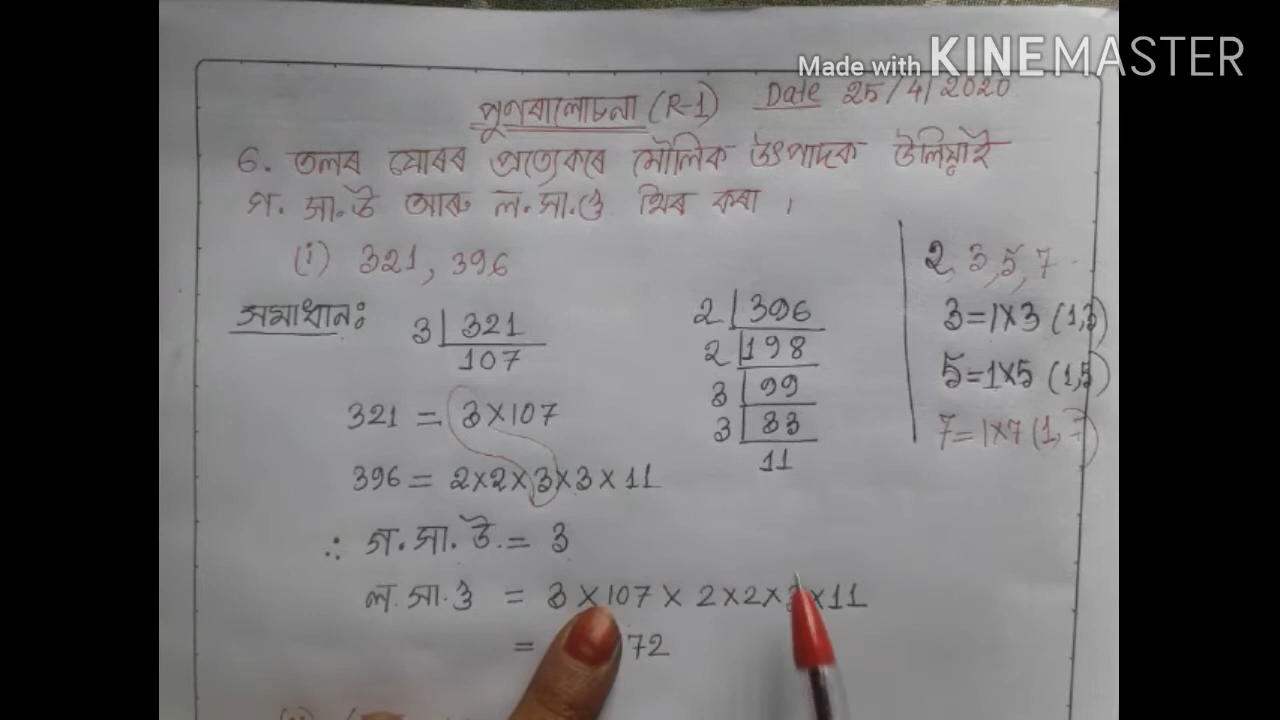 Made with KINEMASTER
পুণৰালোচনা (R-1) Date 25/4/2020
6. তলৰ যোৰৰ প্ৰত্যেকৰে মৌলিক উৎপাদক উলিয়াই
গ. সা. উ আৰু ল. সা. গু থিৰ কৰা ।
(i) 321, 396
2, 3, 5, 7
সমাধানঃ 3 | 321 2 | 396 3=1×3 (1,3)
107 2 | 198
3 | 99 5=1×5 (1,5)
321 = 3×107 3 | 33 7=1×7 (1,7)
11
396 = 2×2×3×3×11
∴ গ. সা. উ. = 3
ল. সা. গু = 3×107×2×2×3×11
= 72